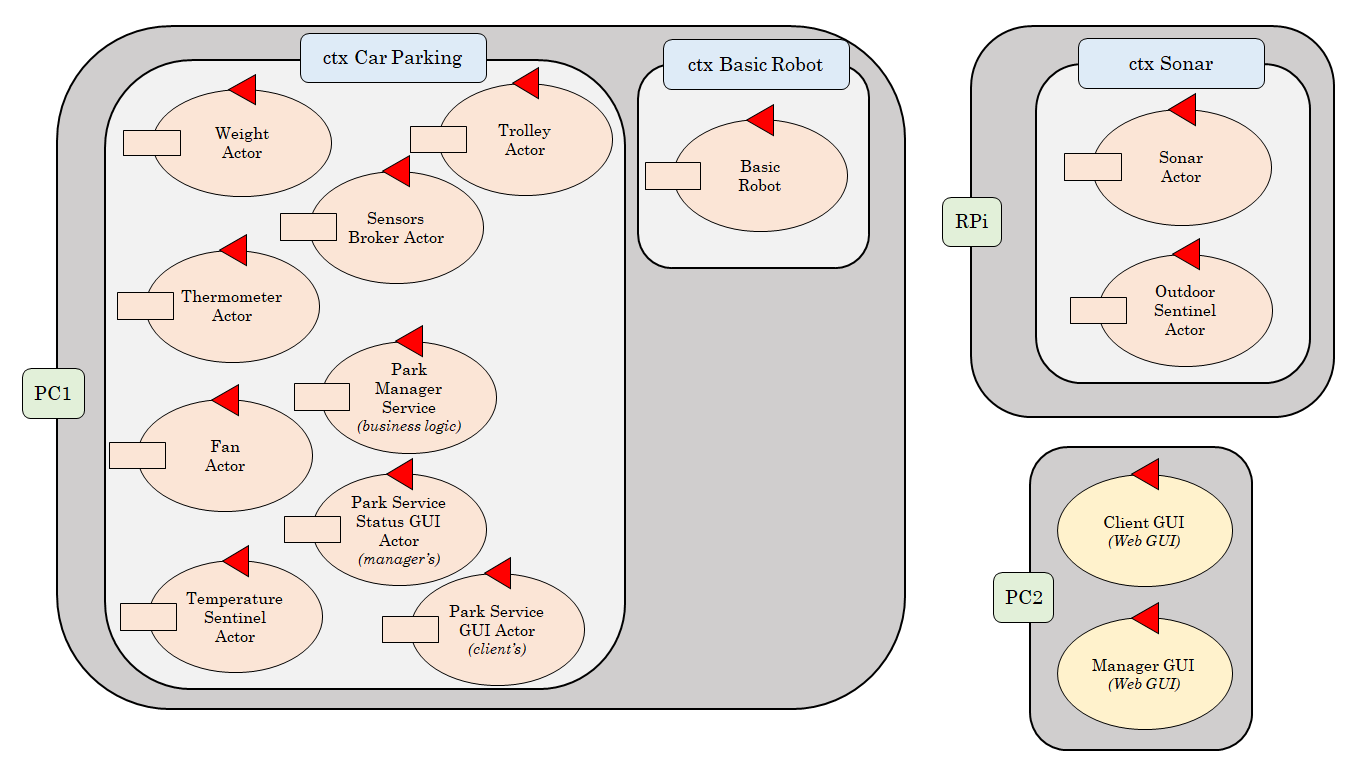 ctx Car Parking
Weight
Actor
Trolley
Actor
Sensors
Broker Actor
Thermometer
Actor
Park
Manager
Service
(business logic)
PC1
Fan
Actor
Park Service
Status GUI
Actor
(manager's)
Temperature
Sentinel
Actor
Park Service
GUI Actor
(client's)
ctx Basic Robot
Basic
Robot
ctx Sonar
Sonar
Actor
RPi
Outdoor
Sentinel
Actor
Client GUI
(Web GUI)
PC2
Manager GUI
(Web GUI)